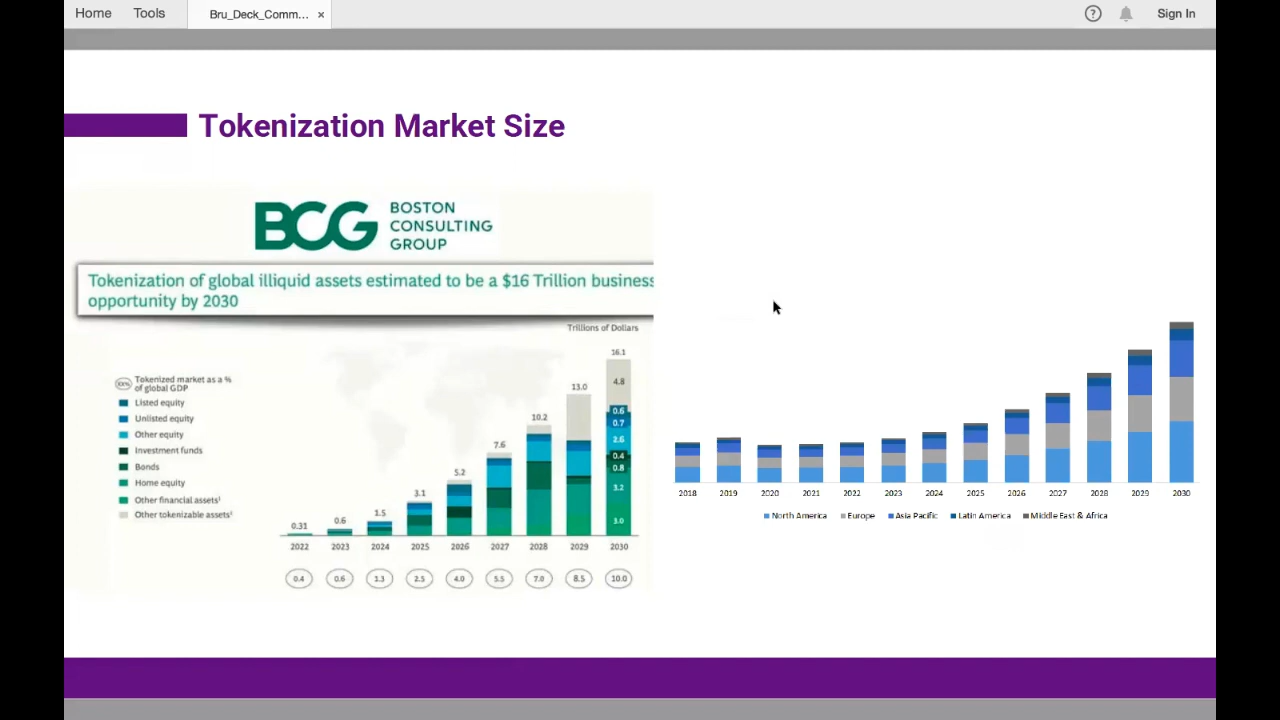 Home Tools Bru_Deck_Comm... × ? Sign In
Tokenization Market Size
BCG
BOSTON
CONSULTING
GROUP
Tokenization of global illiquid assets estimated to be a $16 Trillion business
opportunity by 2030
Trillions of Dollars
Tokenized market as a %
of global GDP
Listed equity
Unlisted equity
Other equity
Investment funds
Bonds
Home equity
Other financial assets¹
Other tokenizable assets²
0.31 0.6 1.5 3.1 5.2 7.6 10.2 13.0 16.1
4.8
0.6
0.7
2.6
0.4
0.8
3.2
3.0
2022 2023 2024 2025 2026 2027 2028 2029 2030
0.4 0.6 1.3 2.5 4.0 5.5 7.0 8.5 10.0
2018 2019 2020 2021 2022 2023 2024 2025 2026 2027 2028 2029 2030
North America Europe Asia Pacific Latin America Middle East & Africa